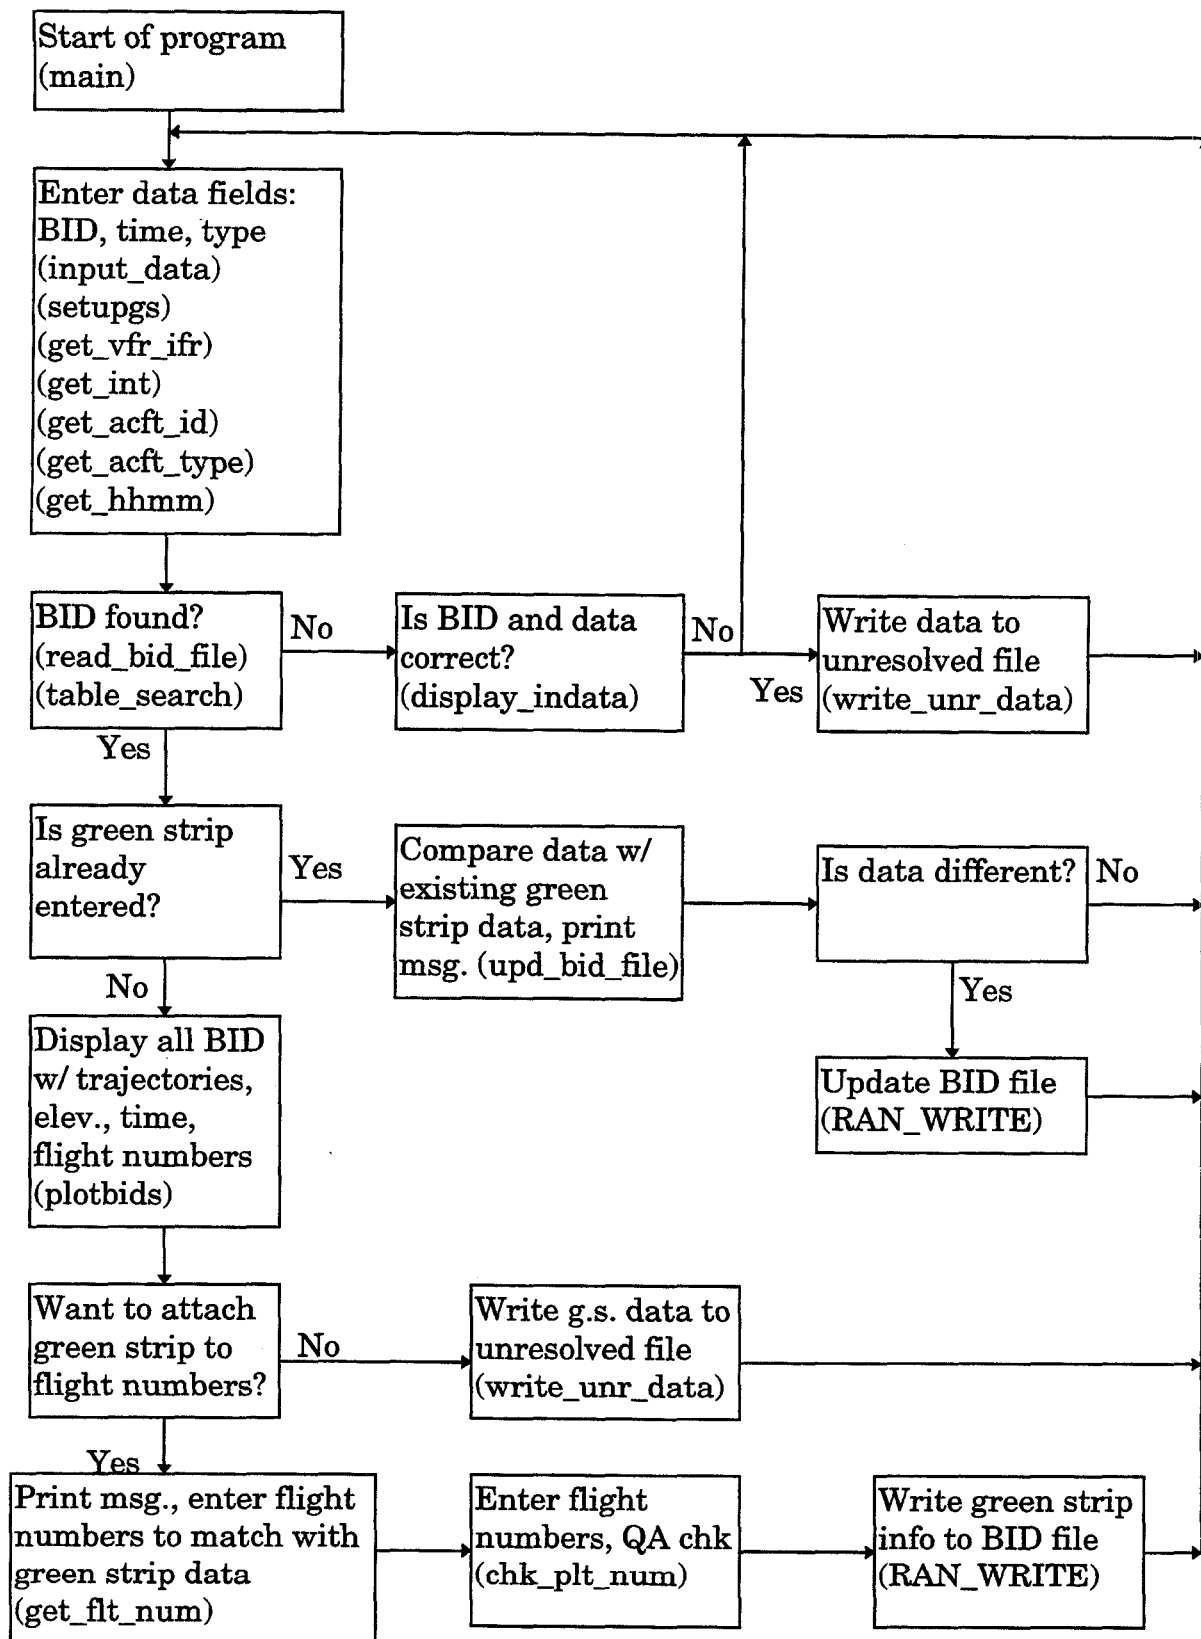 Start of program
(main)
Enter data fields:
BID, time, type
(input_data)
(setupgs)
(get_vfr_ifr)
(get_int)
(get_acft_id)
(get_acft_type)
(get_hhmm)
BID found?
(read_bid_file)
(table_search)
No
Is BID and data
correct?
(display_indata)
No
Yes
Write data to
unresolved file
(write_unr_data)
Yes
Is green strip
already
entered?
Yes
Compare data w/
existing green
strip data, print
msg. (upd_bid_file)
Is data different?
No
Yes
Update BID file
(RAN_WRITE)
No
Display all BID
w/ trajectories,
elev., time,
flight numbers
(plotbids)
Want to attach
green strip to
flight numbers?
No
Write g.s. data to
unresolved file
(write_unr_data)
Yes
Print msg., enter flight
numbers to match with
green strip data
(get_flt_num)
Enter flight
numbers, QA chk
(chk_plt_num)
Write green strip
info to BID file
(RAN_WRITE)